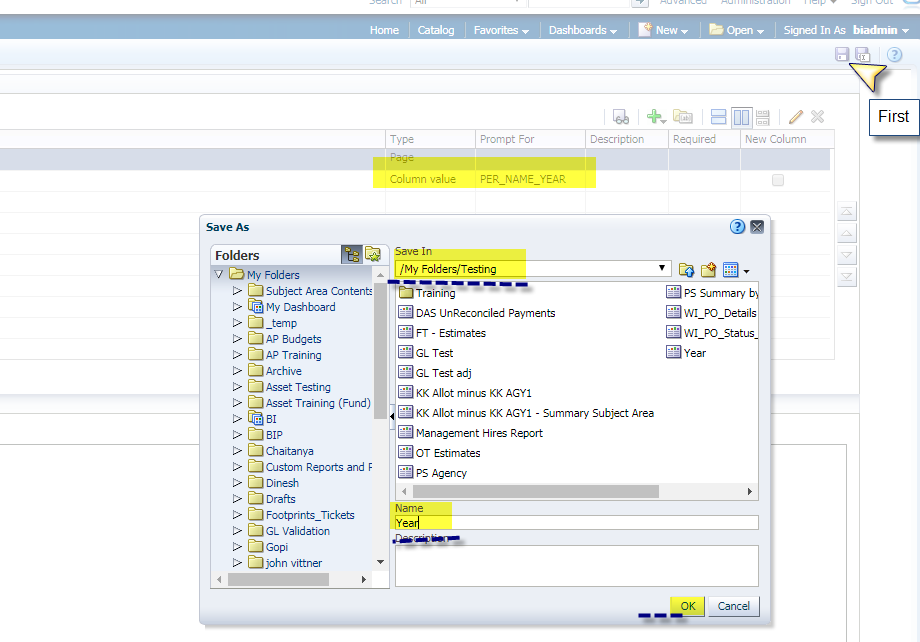 Search All Advanced Administration Help Sign Out
Home Catalog Favorites Dashboards New Open Signed In As biadmin
First
Type Prompt For Description Required New Column
Page
Column value PER_NAME_YEAR
Save As
Folders
My Folders
Subject Area Contents
My Dashboard
_temp
AP Budgets
AP Training
Archive
Asset Testing
Asset Training (Fund)
BI
BIP
Chaitanya
Custom Reports and F
Dinesh
Drafts
Footprints_Tickets
GL Validation
Gopi
john vittner
Save In
/My Folders/Testing
Training
DAS UnReconciled Payments
FT - Estimates
GL Test
GL Test adj
KK Allot minus KK AGY1
KK Allot minus KK AGY1 - Summary Subject Area
Management Hires Report
OT Estimates
PS Agency
PS Summary by
WI_PO_Details
WI_PO_Status_
Year
Name
Year
Description
OK Cancel